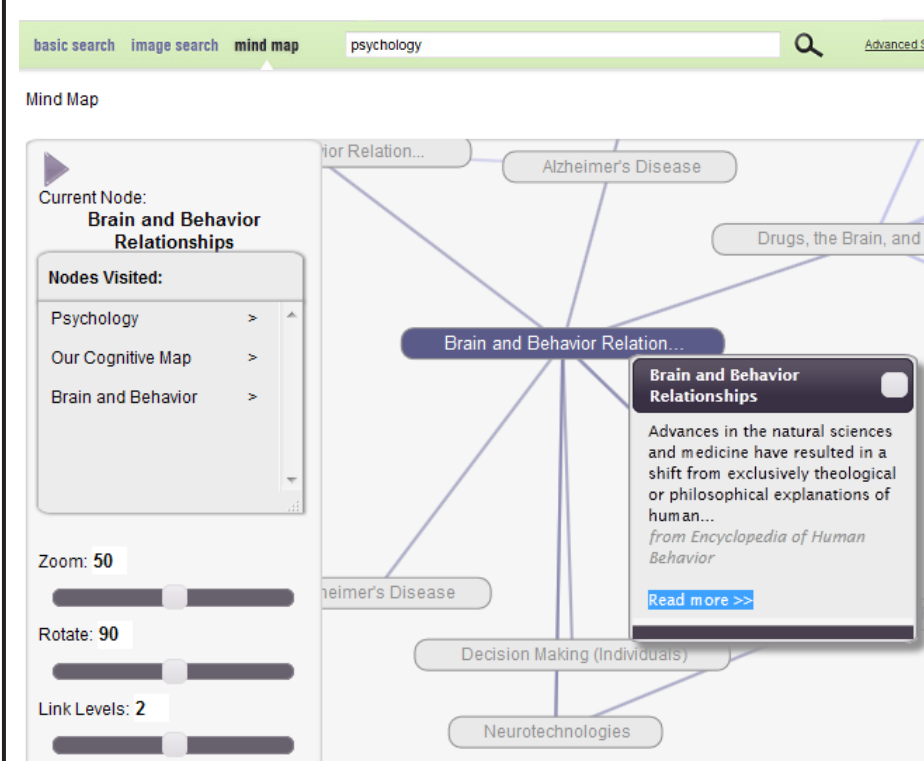 basic search image search mind map psychology Advanced S
Mind Map
Current Node:
Brain and Behavior
Relationships
Nodes Visited:
Psychology >
Our Cognitive Map >
Brain and Behavior >
Zoom: 50
Rotate: 90
Link Levels: 2
ior Relation...
Alzheimer's Disease
Drugs, the Brain, and
Brain and Behavior Relation...
Brain and Behavior
Relationships
Advances in the natural sciences
and medicine have resulted in a
shift from exclusively theological
or philosophical explanations of
human...
from Encyclopedia of Human
Behavior
Read more >>
heimer's Disease
Decision Making (Individuals)
Neurotechnologies